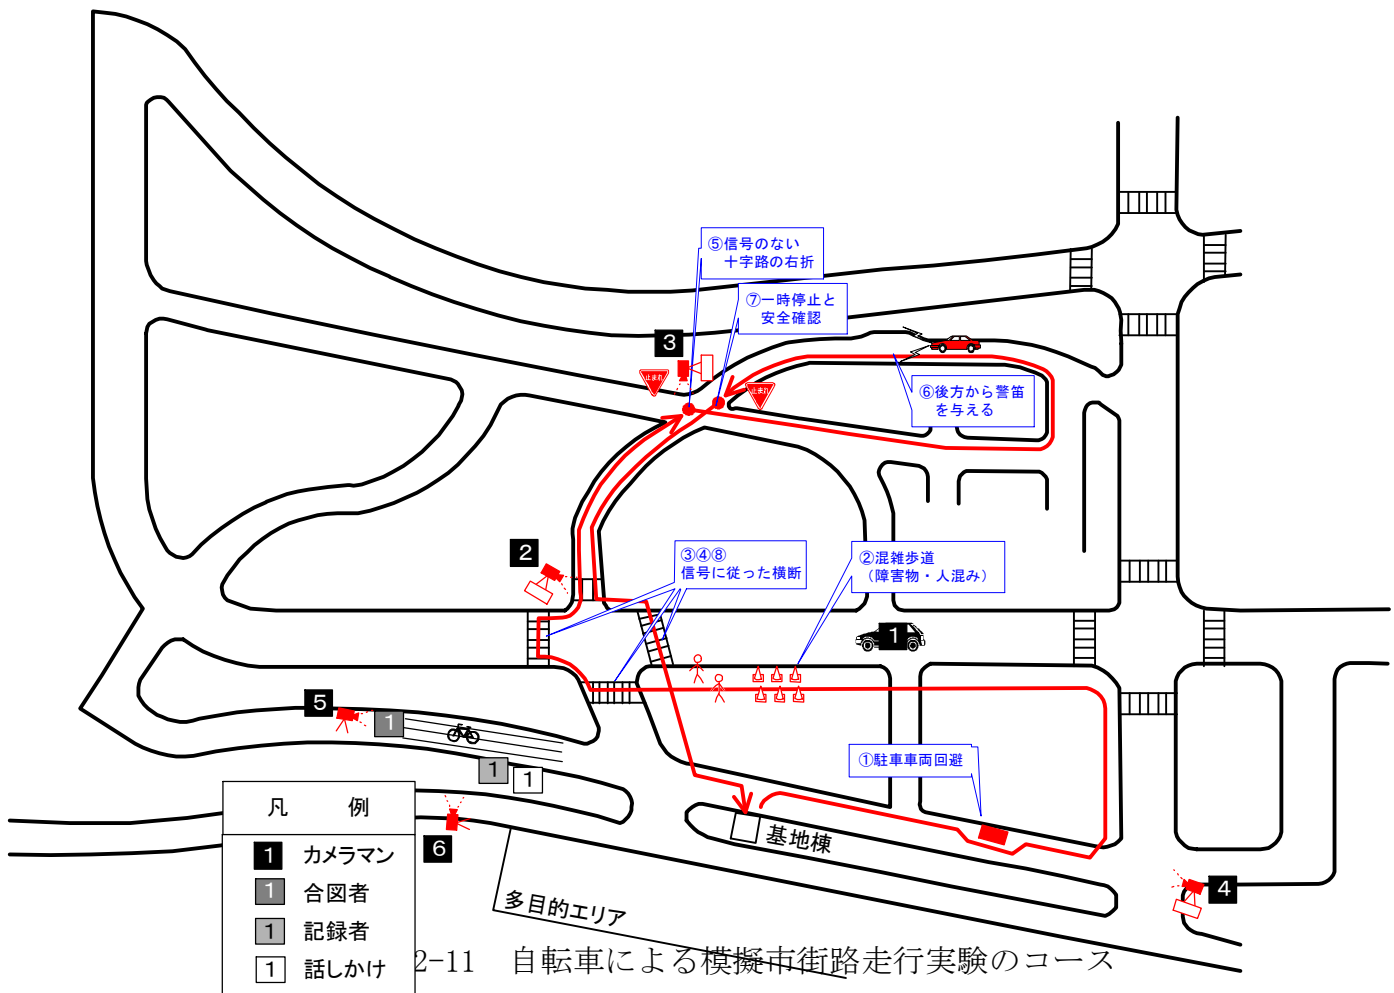 ⑤信号のない
十字路の右折
⑦一時停止と
安全確認
3
止まれ
止まれ
⑥後方から警笛
を与える
2
③④⑧
信号に従った横断
②混雑歩道
（障害物・人混み）
1
5
1
1
1
①駐車車両回避
基地棟
6
4
多目的エリア
凡 例
1 カメラマン
1 合図者
1 記録者
1 話しかけ
2-11 自転車による模擬市街路走行実験のコース